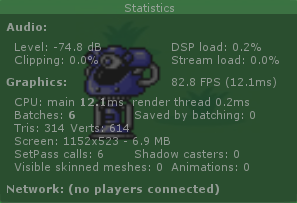 Statistics
Audio:
Level: -74.8 dB DSP load: 0.2%
Clipping: 0.0% Stream load: 0.0%
Graphics: 82.8 FPS (12.1ms)
CPU: main 12.1ms render thread 0.2ms
Batches: 6 Saved by batching: 0
Tris: 314 Verts: 614
Screen: 1152x523 - 6.9 MB
SetPass calls: 6 Shadow casters: 0
Visible skinned meshes: 0 Animations: 0
Network: (no players connected)